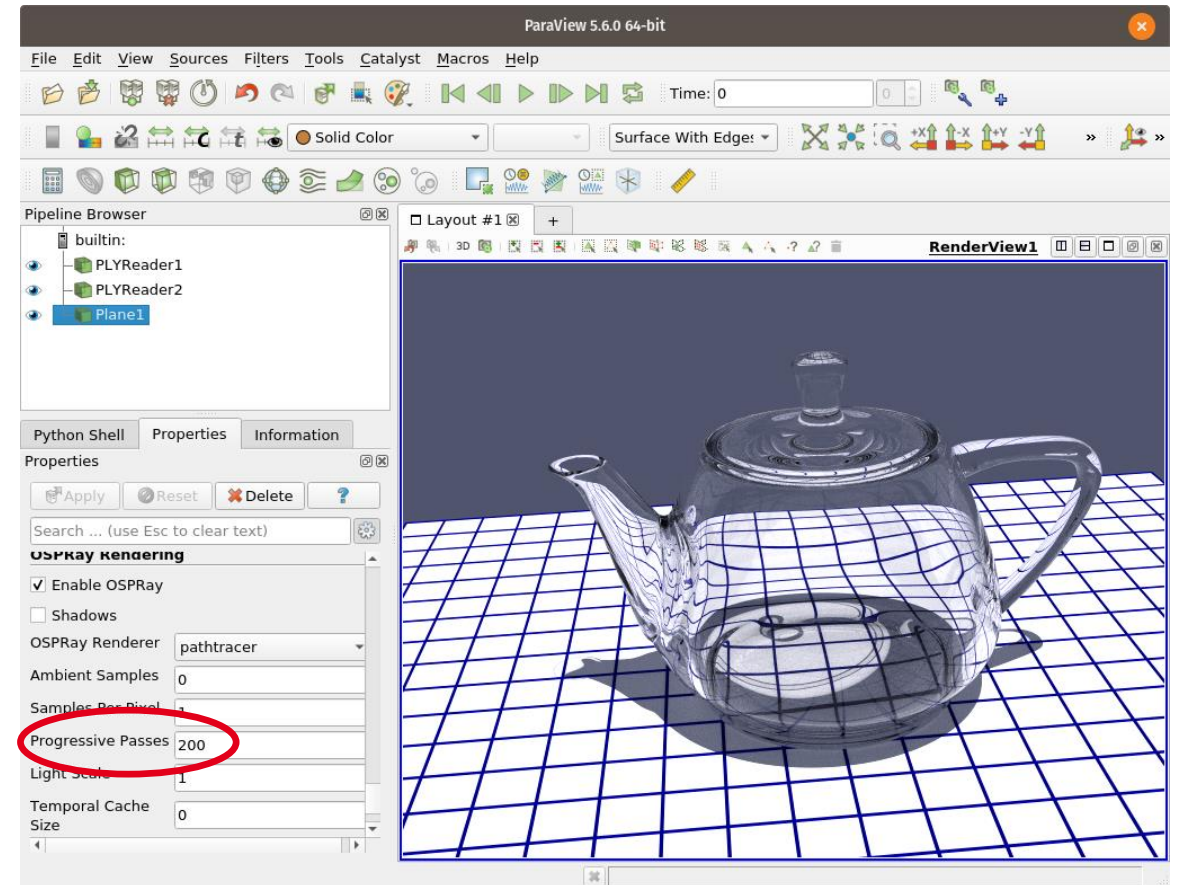 ParaView 5.6.0 64-bit
File Edit View Sources Filters Tools Catalyst Macros Help
Time: 0 0
Solid Color Surface With Edge: +X -X +Y -Y » »
Pipeline Browser
builtin:
PLYReader1
PLYReader2
Plane1
Layout #1 +
3D RenderView1
Python Shell Properties Information
Properties
Apply Reset Delete ?
Search ... (use Esc to clear text)
OSPRay Rendering
Enable OSPRay
Shadows
OSPRay Renderer pathtracer
Ambient Samples 0
Samples Per Pixel 1
Progressive Passes 200
Light Scale 1
Temporal Cache
Size 0